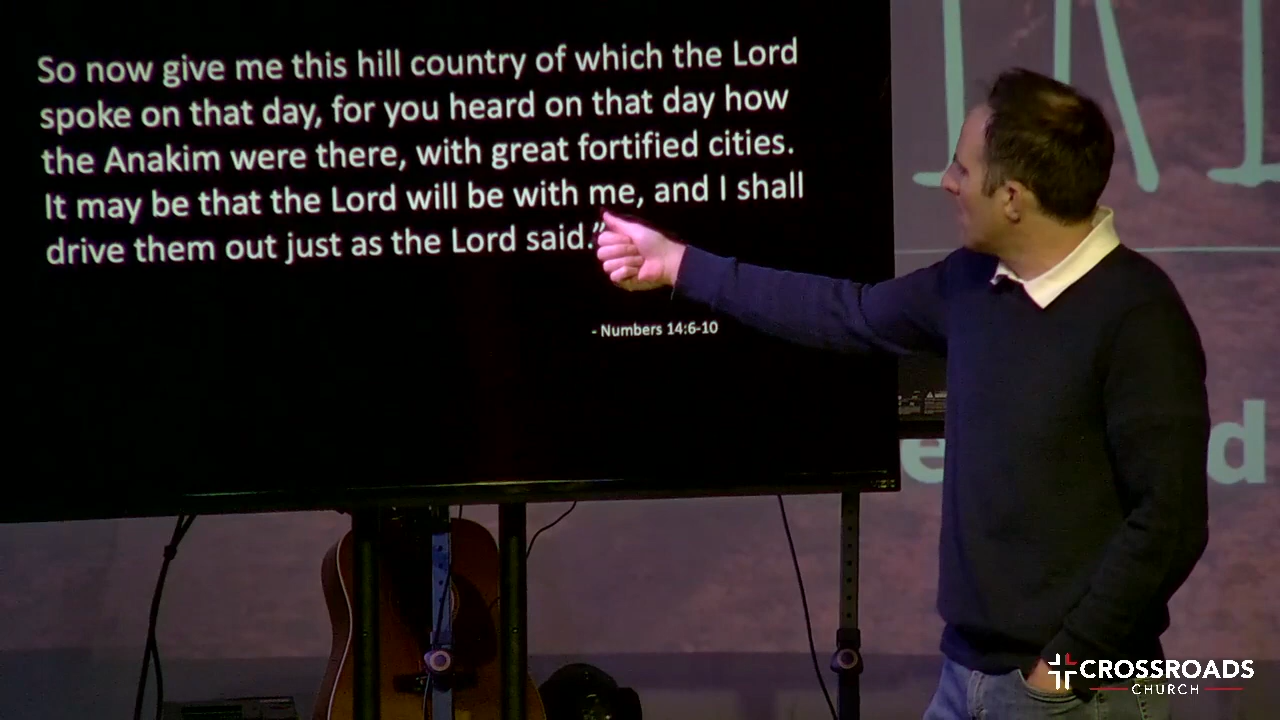 So now give me this hill country of which the Lord
spoke on that day, for you heard on that day how
the Anakim were there, with great fortified cities.
It may be that the Lord will be with me, and I shall
drive them out just as the Lord said.”
- Numbers 14:6-10
CROSSROADS
CHURCH